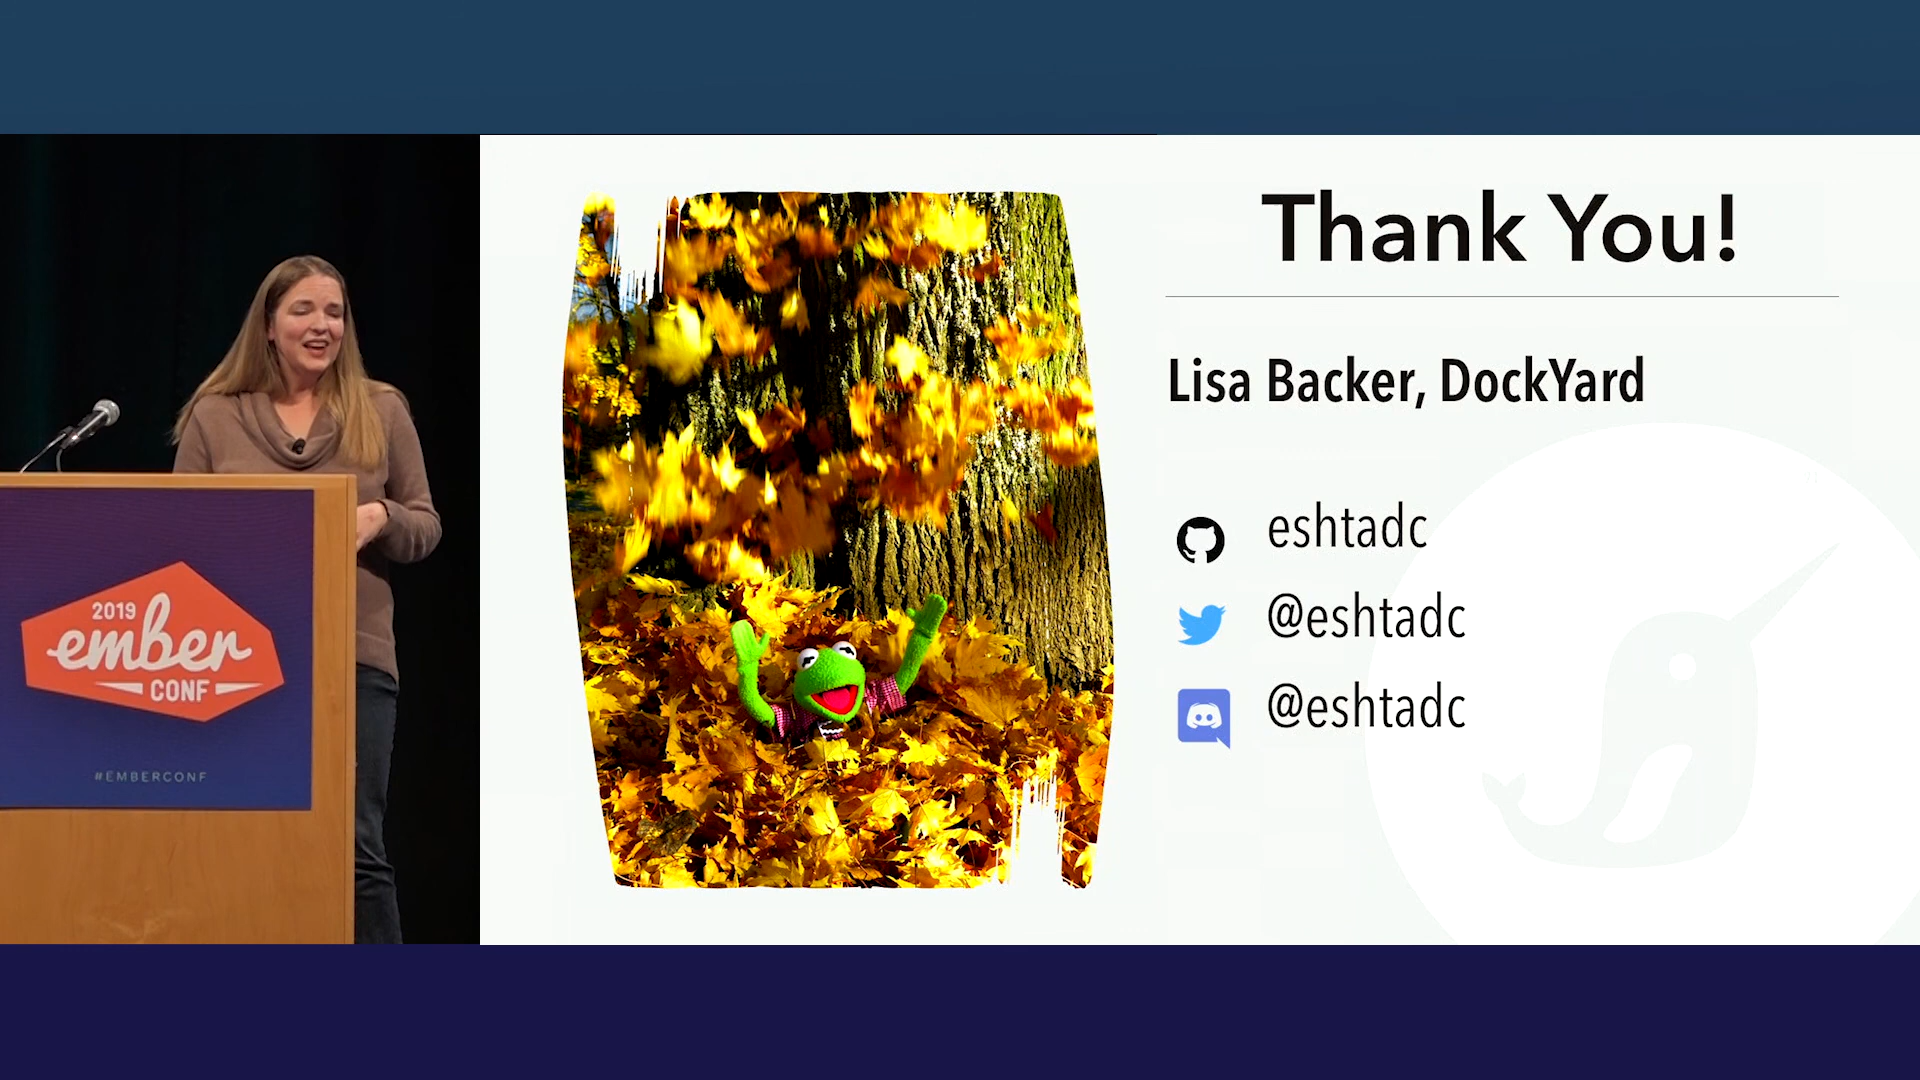 Thank You!
Lisa Backer, DockYard
eshtadc
@eshtadc
@eshtadc
2019
ember
CONF
#EMBERCONF